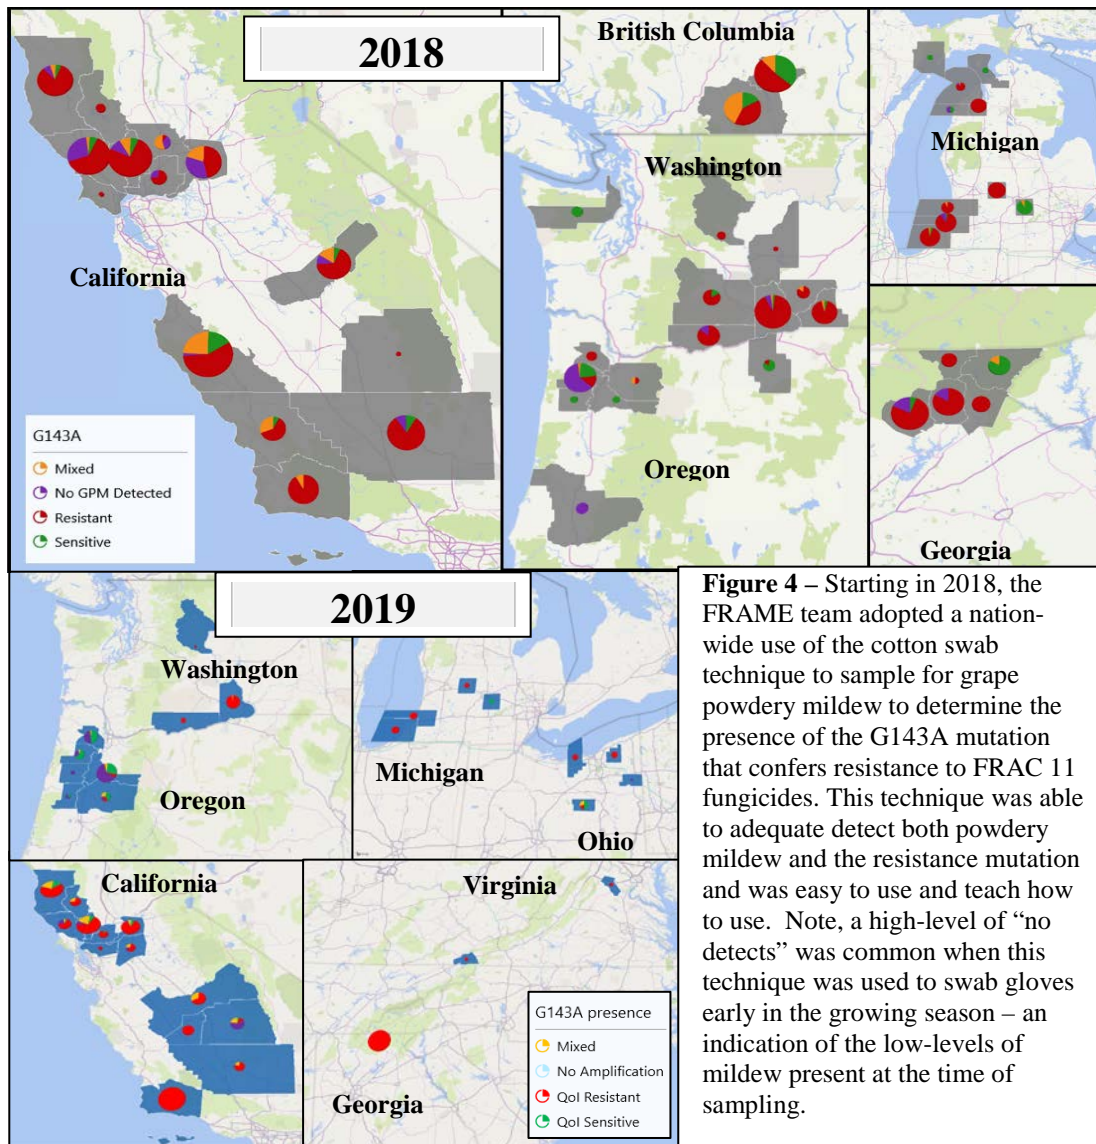 2018
California
G143A
Mixed
No GPM Detected
Resistant
Sensitive
British Columbia
Washington
Oregon
Michigan
Georgia
2019
Washington
Oregon
Michigan
Ohio
California
Virginia
Georgia
G143A presence
Mixed
No Amplification
QoI Resistant
QoI Sensitive
Figure 4 – Starting in 2018, the
FRAME team adopted a nation-
wide use of the cotton swab
technique to sample for grape
powdery mildew to determine the
presence of the G143A mutation
that confers resistance to FRAC 11
fungicides. This technique was able
to adequate detect both powdery
mildew and the resistance mutation
and was easy to use and teach how
to use.  Note, a high-level of “no
detects” was common when this
technique was used to swab gloves
early in the growing season – an
indication of the low-levels of
mildew present at the time of
sampling.